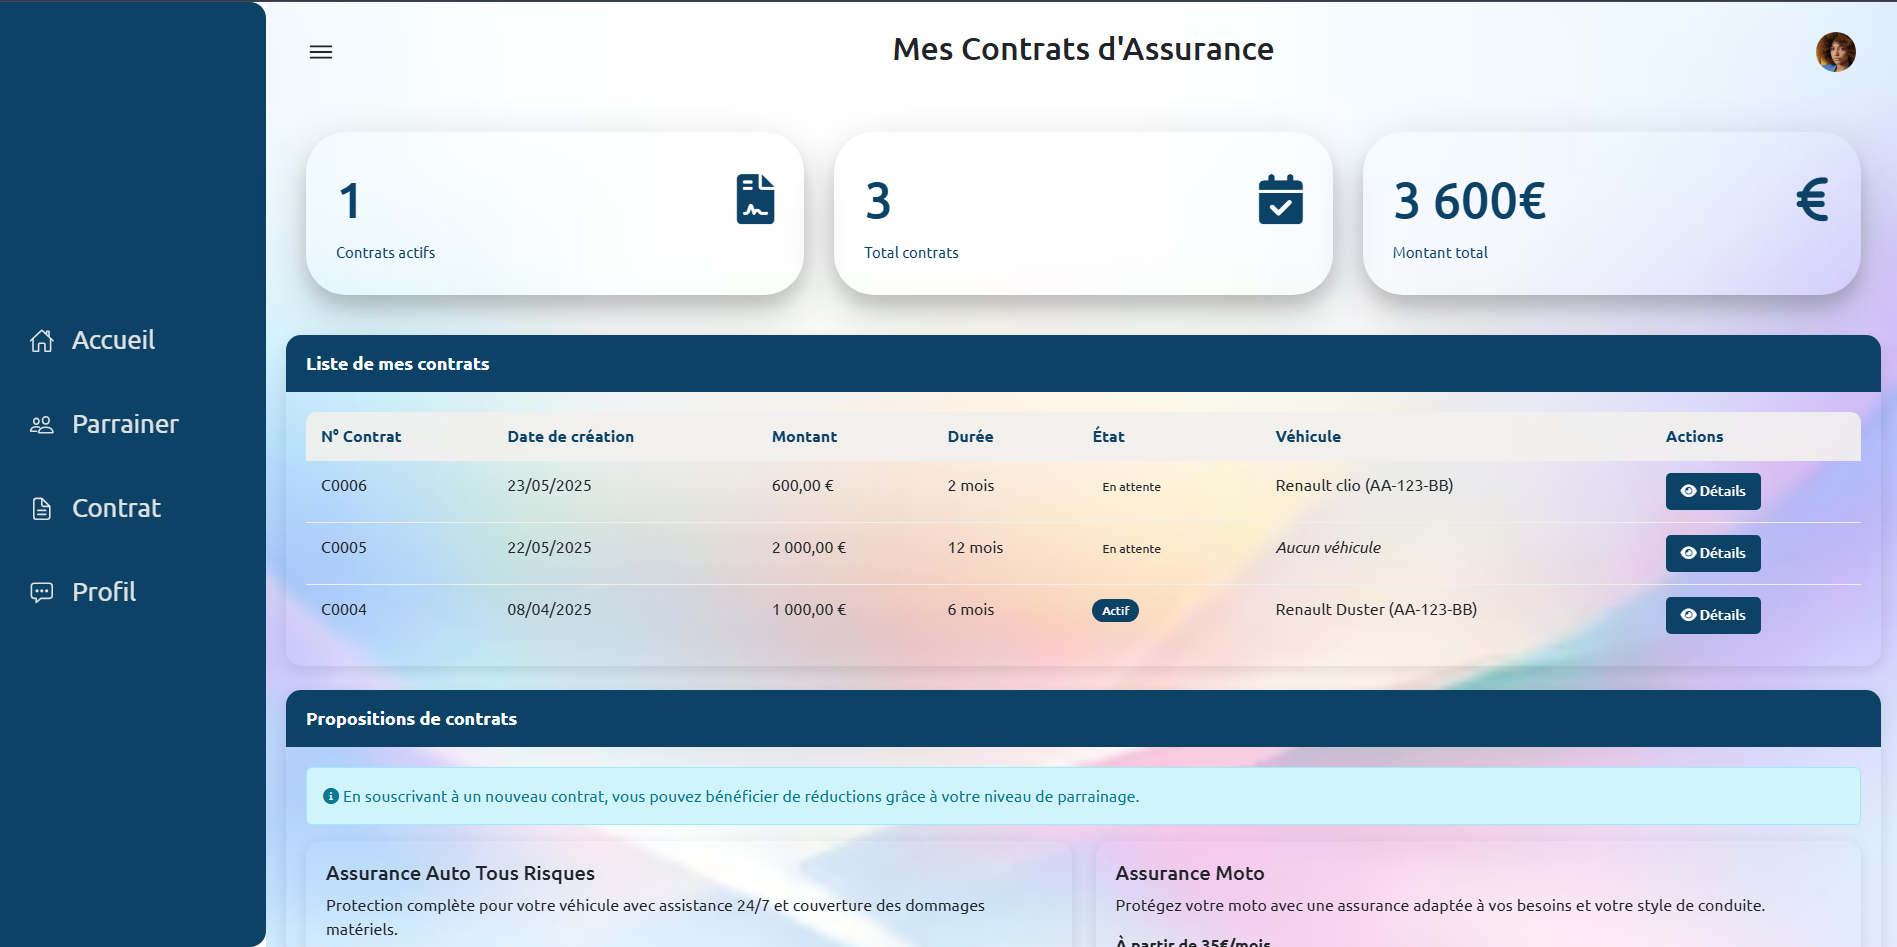 Mes Contrats d'Assurance
Accueil
Parrainer
Contrat
Profil
1
Contrats actifs
3
Total contrats
3 600€
€
Montant total
Liste de mes contrats
N° Contrat Date de création Montant Durée État Véhicule Actions
C0006 23/05/2025 600,00 € 2 mois En attente Renault clio (AA-123-BB) Détails
C0005 22/05/2025 2 000,00 € 12 mois En attente Aucun véhicule Détails
C0004 08/04/2025 1 000,00 € 6 mois Actif Renault Duster (AA-123-BB) Détails
Propositions de contrats
En souscrivant à un nouveau contrat, vous pouvez bénéficier de réductions grâce à votre niveau de parrainage.
Assurance Auto Tous Risques
Protection complète pour votre véhicule avec assistance 24/7 et couverture des dommages
matériels.
Assurance Moto
Protégez votre moto avec une assurance adaptée à vos besoins et votre style de conduite.
À partir de 35€/mois